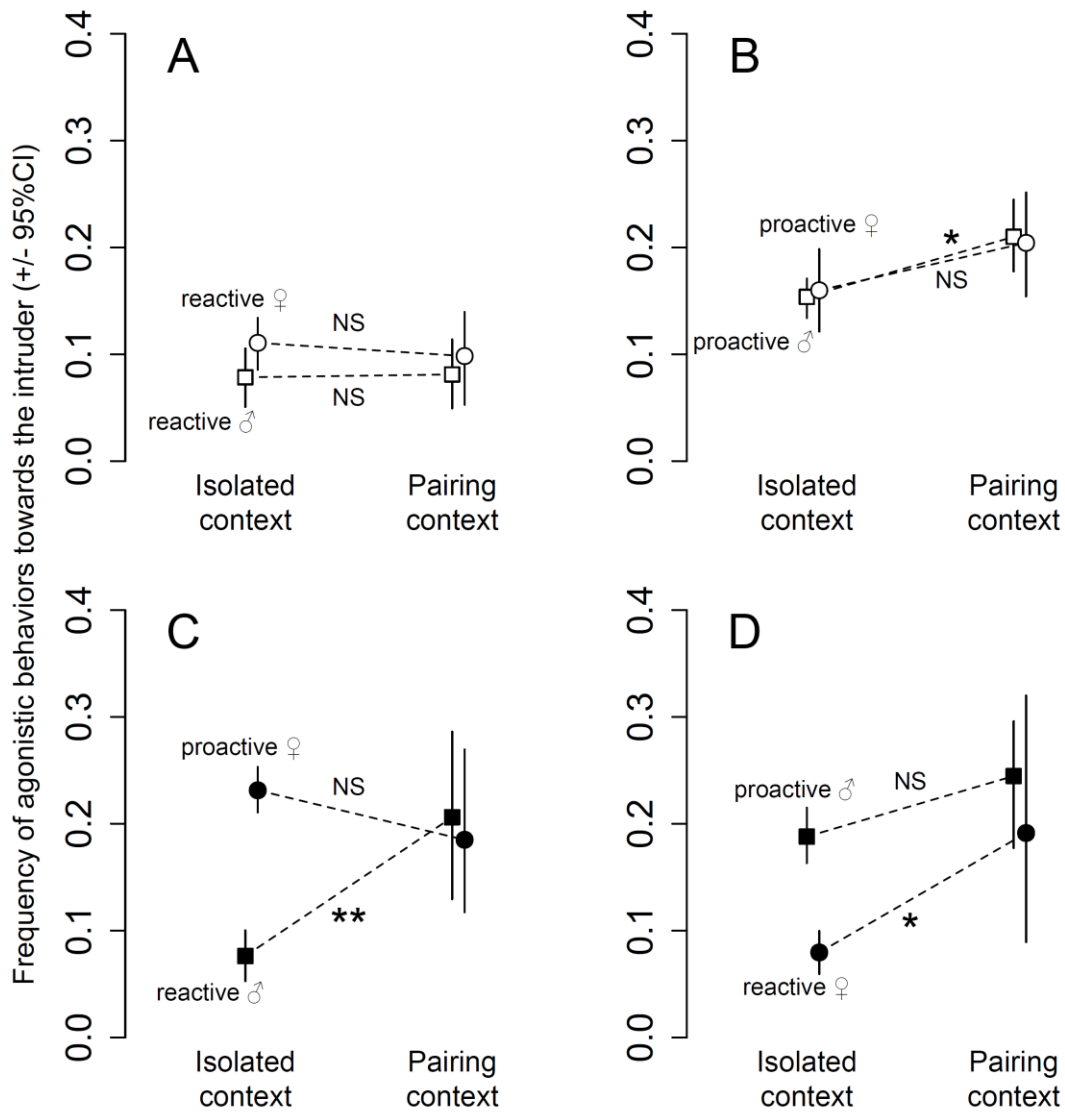 Frequency of agonistic behaviors towards the intruder (+/- 95%CI)
A
0.4
0.3
0.2
0.1
0.0
reactive ♀
NS
NS
reactive ♂
Isolated
context
Pairing
context
B
0.4
0.3
0.2
0.1
0.0
proactive ♀
*
NS
proactive ♂
Isolated
context
Pairing
context
C
0.4
0.3
0.2
0.1
0.0
proactive ♀
NS
**
reactive ♂
Isolated
context
Pairing
context
D
0.4
0.3
0.2
0.1
0.0
proactive ♂
NS
*
reactive ♀
Isolated
context
Pairing
context